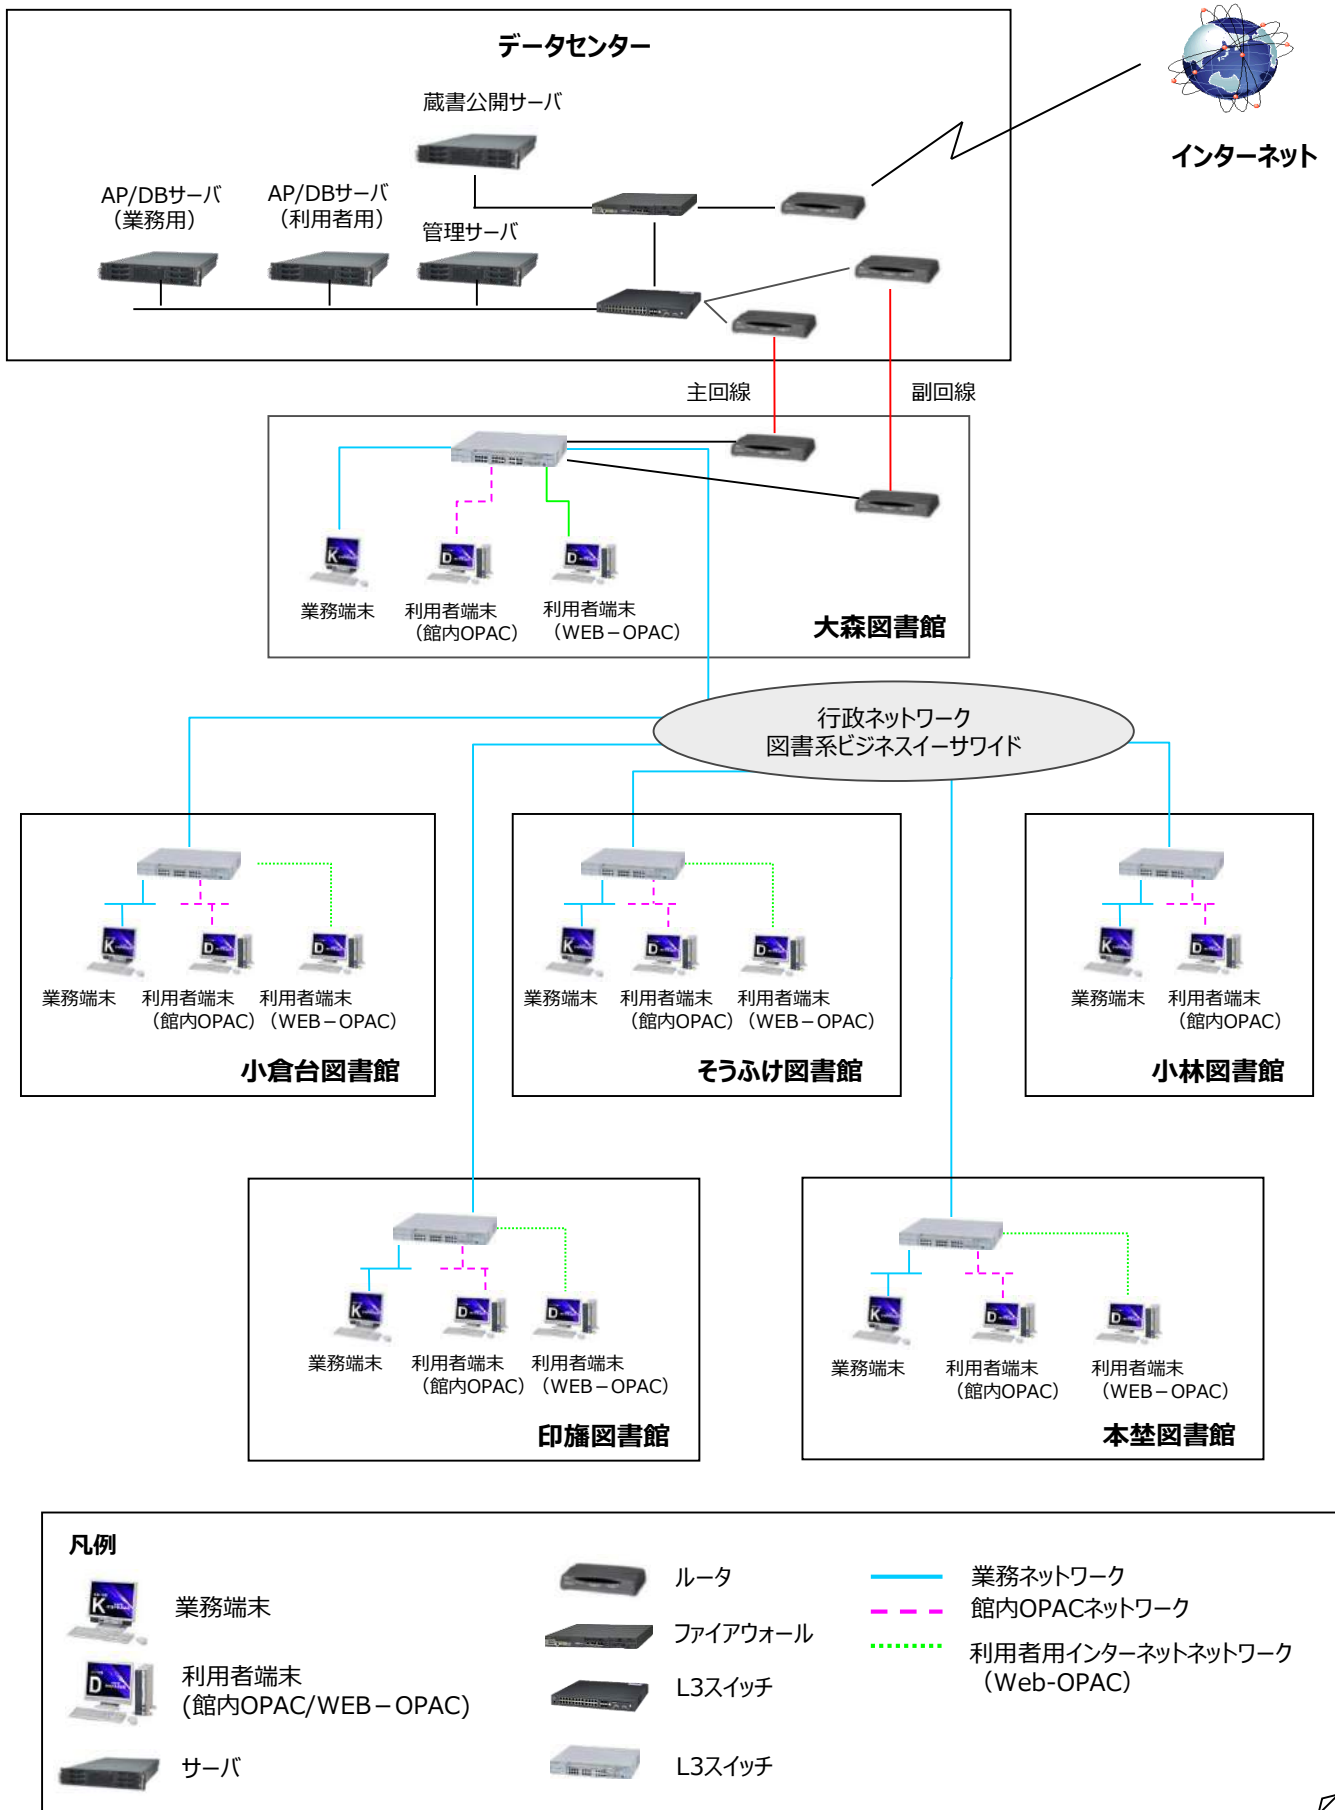 データセンター
蔵書公開サーバ
インターネット
AP/DBサーバ
（業務用）
AP/DBサーバ
（利用者用）
管理サーバ
主回線
副回線
業務端末
利用者端末
（館内OPAC）
利用者端末
（WEB－OPAC）
大森図書館
行政ネットワーク
図書系ビジネスイーサワイド
業務端末
利用者端末
（館内OPAC）
利用者端末
（WEB－OPAC）
小倉台図書館
業務端末
利用者端末
（館内OPAC）
利用者端末
（WEB－OPAC）
そうふけ図書館
業務端末
利用者端末
（館内OPAC）
小林図書館
業務端末
利用者端末
（館内OPAC）
利用者端末
（WEB－OPAC）
印旛図書館
業務端末
利用者端末
（館内OPAC）
利用者端末
（WEB－OPAC）
本埜図書館
凡例
業務端末
利用者端末
(館内OPAC/WEB－OPAC)
サーバ
ルータ
ファイアウォール
L3スイッチ
L3スイッチ
業務ネットワーク
館内OPACネットワーク
利用者用インターネットネットワーク
（Web-OPAC）